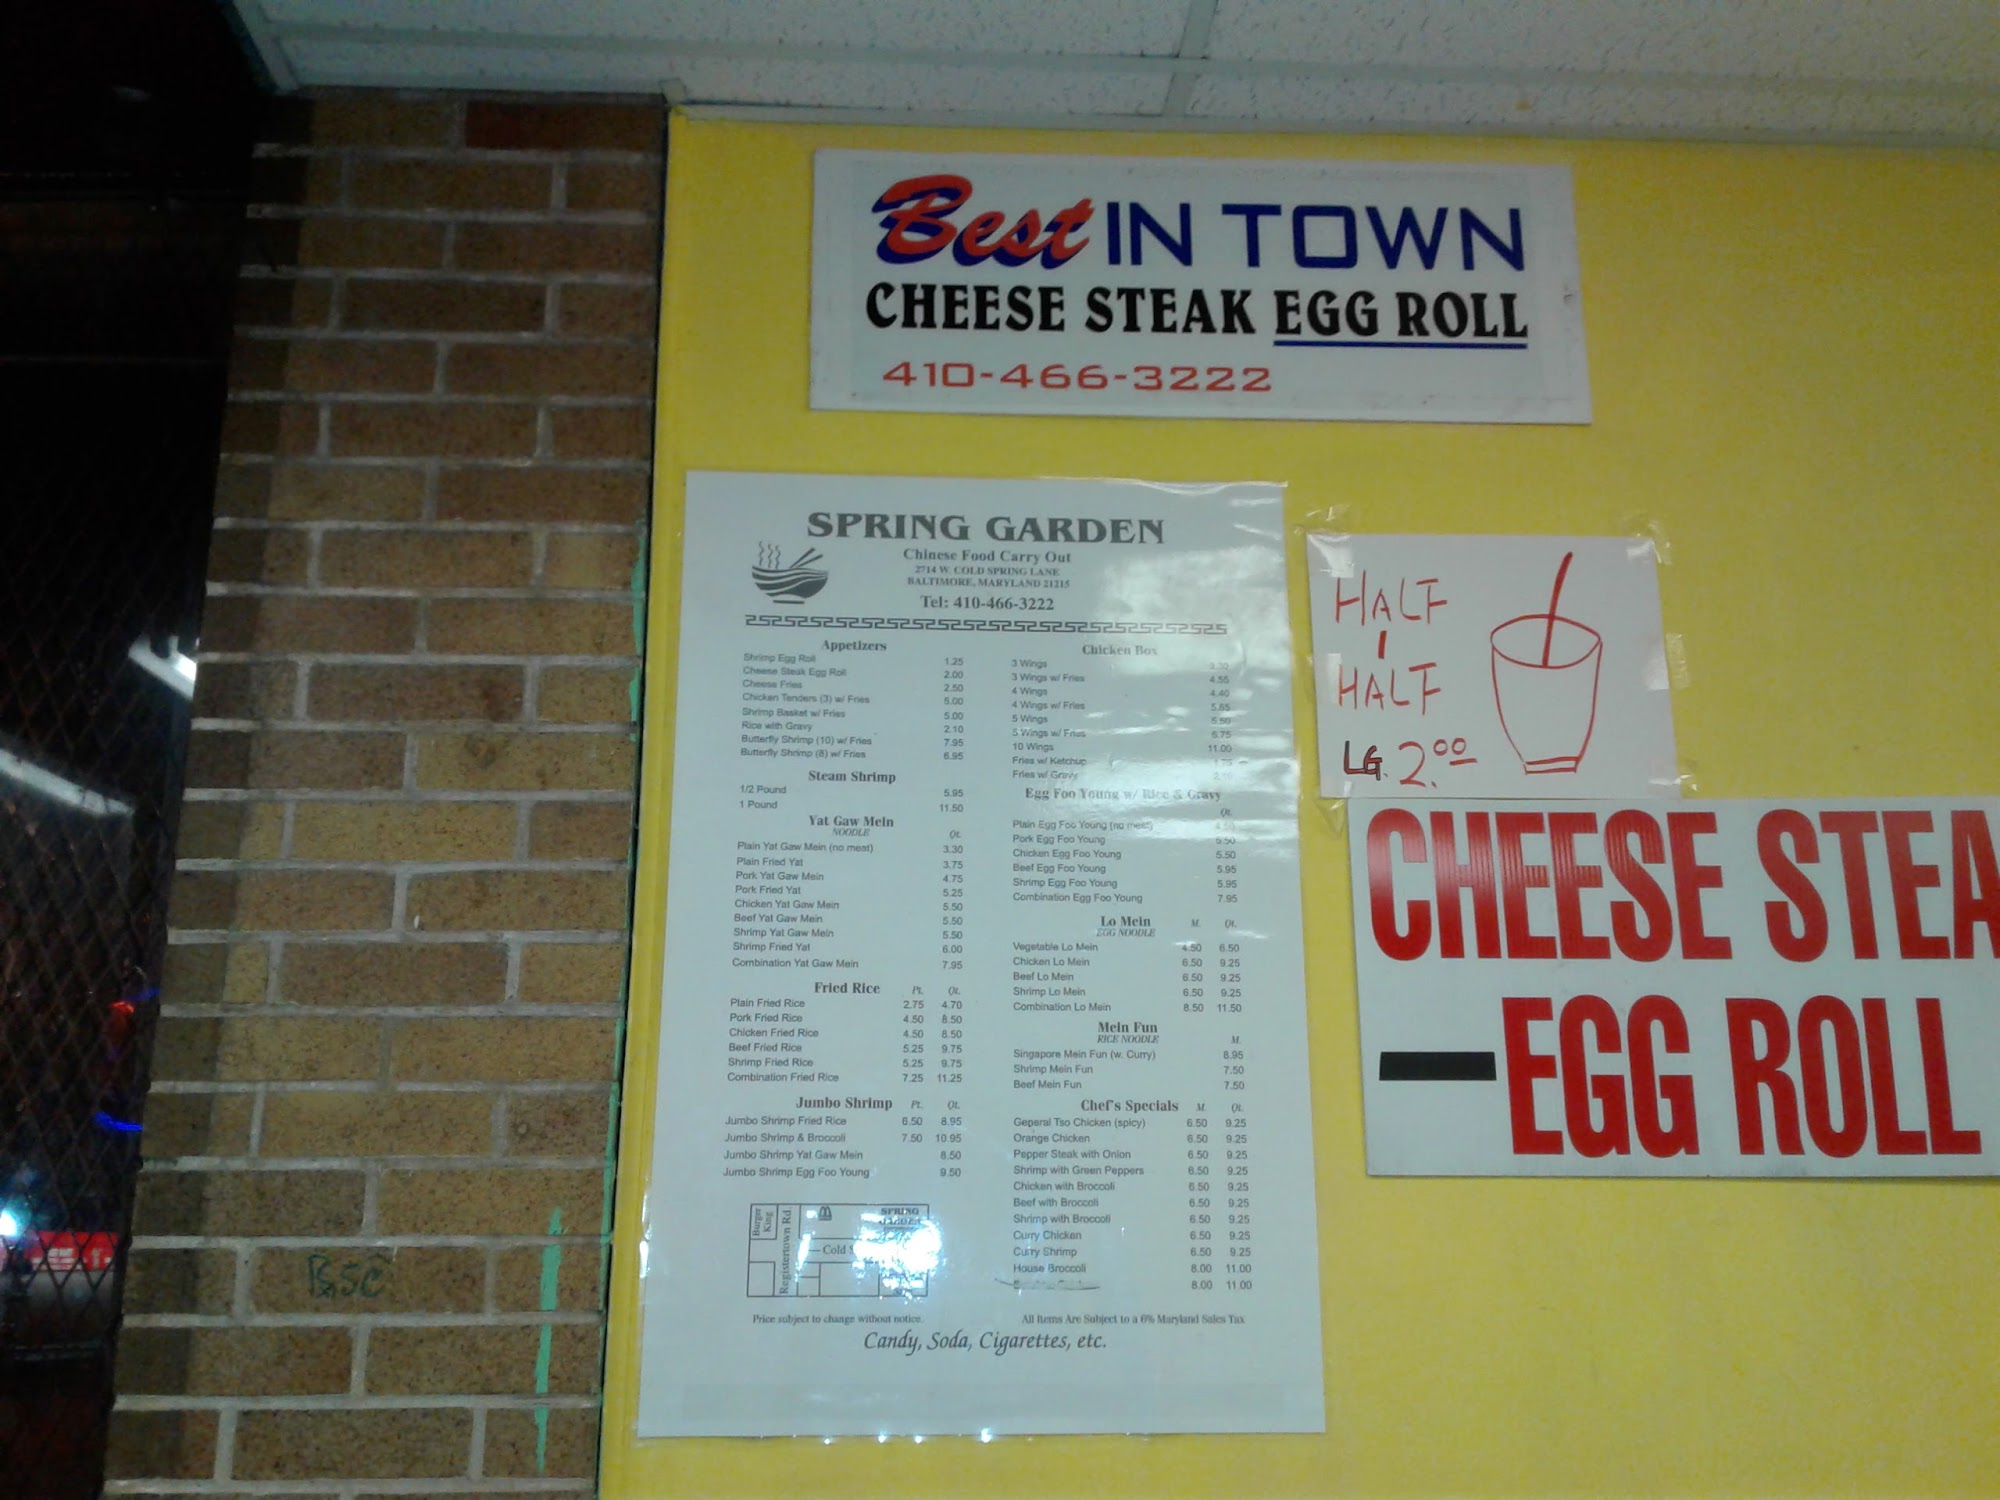 Best IN TOWN
CHEESE STEAK EGG ROLL
410-466-3222
SPRING GARDEN
Chinese Food Carry Out
2714 W. COLD SPRING LANE
BALTIMORE, MARYLAND 21215
Tel: 410-466-3222
Appetizers
Shrimp Egg Roll 1.25
Cheese Steak Egg Roll 2.00
Cheese Fries 2.50
Chicken Tenders (3) w/ Fries 5.00
Shrimp Basket w/ Fries 5.00
Rice with Gravy 2.10
Butterfly Shrimp (10) w/ Fries 7.95
Butterfly Shrimp (8) w/ Fries 6.95
Steam Shrimp
1/2 Pound 5.95
1 Pound 11.50
Yat Gaw Mein
NOODLE Qt.
Plain Yat Gaw Mein (no meat) 3.30
Plain Fried Yat 3.75
Pork Yat Gaw Mein 4.75
Pork Fried Yat 5.25
Chicken Yat Gaw Mein 5.50
Beef Yat Gaw Mein 5.50
Shrimp Yat Gaw Mein 5.50
Shrimp Fried Yat 6.00
Combination Yat Gaw Mein 7.95
Fried Rice Pt. Qt.
Plain Fried Rice 2.75 4.70
Pork Fried Rice 4.50 8.50
Chicken Fried Rice 4.50 8.50
Beef Fried Rice 5.25 9.75
Shrimp Fried Rice 5.25 9.75
Combination Fried Rice 7.25 11.25
Jumbo Shrimp Pt. Qt.
Jumbo Shrimp Fried Rice 6.50 8.95
Jumbo Shrimp & Broccoli 7.50 10.95
Jumbo Shrimp Yat Gaw Mein 8.50
Jumbo Shrimp Egg Foo Young 9.50
Burger King
Registertown Rd.
SPRING GARDEN
Cold
Price subject to change without notice.
Chicken Box
3 Wings
3 Wings w/ Fries 4.55
4 Wings 4.40
4 Wings w/ Fries 5.65
5 Wings 5.50
5 Wings w/ Fries 6.75
10 Wings 11.00
Fries w/ Ketchup
Fries w/ Gravy
Egg Foo Young w/ Rice & Gravy
Qt.
Plain Egg Foo Young (no meat) 4.50
Pork Egg Foo Young 5.50
Chicken Egg Foo Young 5.50
Beef Egg Foo Young 5.95
Shrimp Egg Foo Young 5.95
Combination Egg Foo Young 7.95
Lo Mein M. Qt.
EGG NOODLE
Vegetable Lo Mein 4.50 6.50
Chicken Lo Mein 6.50 9.25
Beef Lo Mein 6.50 9.25
Shrimp Lo Mein 6.50 9.25
Combination Lo Mein 8.50 11.50
Mein Fun
RICE NOODLE M.
Singapore Mein Fun (w. Curry) 8.95
Shrimp Mein Fun 7.50
Beef Mein Fun 7.50
Chef's Specials M. Qt.
General Tso Chicken (spicy) 6.50 9.25
Orange Chicken 6.50 9.25
Pepper Steak with Onion 6.50 9.25
Shrimp with Green Peppers 6.50 9.25
Chicken with Broccoli 6.50 9.25
Beef with Broccoli 6.50 9.25
Shrimp with Broccoli 6.50 9.25
Curry Chicken 6.50 9.25
Curry Shrimp 6.50 9.25
House Broccoli 8.00 11.00
8.00 11.00
All Items Are Subject to a 6% Maryland Sales Tax
Candy, Soda, Cigarettes, etc.
HALF
HALF
LG. 2.00
CHEESE STEA
EGG ROLL